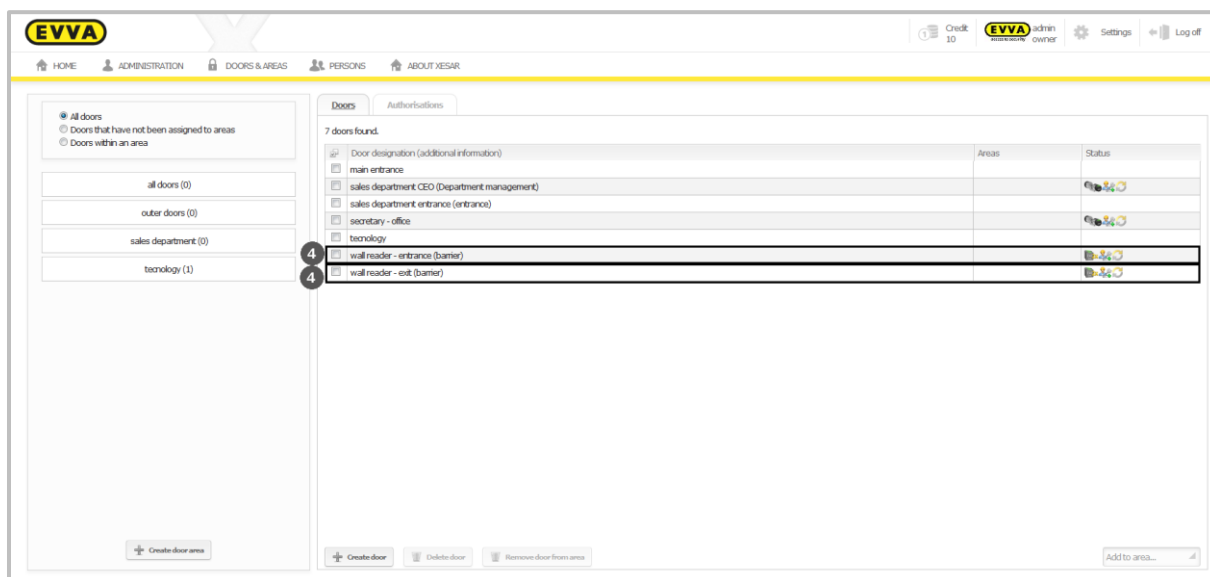 EVVA
Credit
10
EVVA
admin
owner
Settings
Log off
HOME
ADMINISTRATION
DOORS & AREAS
PERSONS
ABOUT XESAR
All doors
Doors that have not been assigned to areas
Doors within an area
all doors (0)
outer doors (0)
sales department (0)
tecnology (1)
Create door area
Doors
Authorisations
7 doors found.
Door designation (additional information) Areas Status
main entrance
sales department CEO (Department management)
sales department entrance (entrance)
secretary - office
tecnology
4 wall reader - entrance (barrier)
4 wall reader - exit (barrier)
Create door
Delete door
Remove door from area
Add to area...